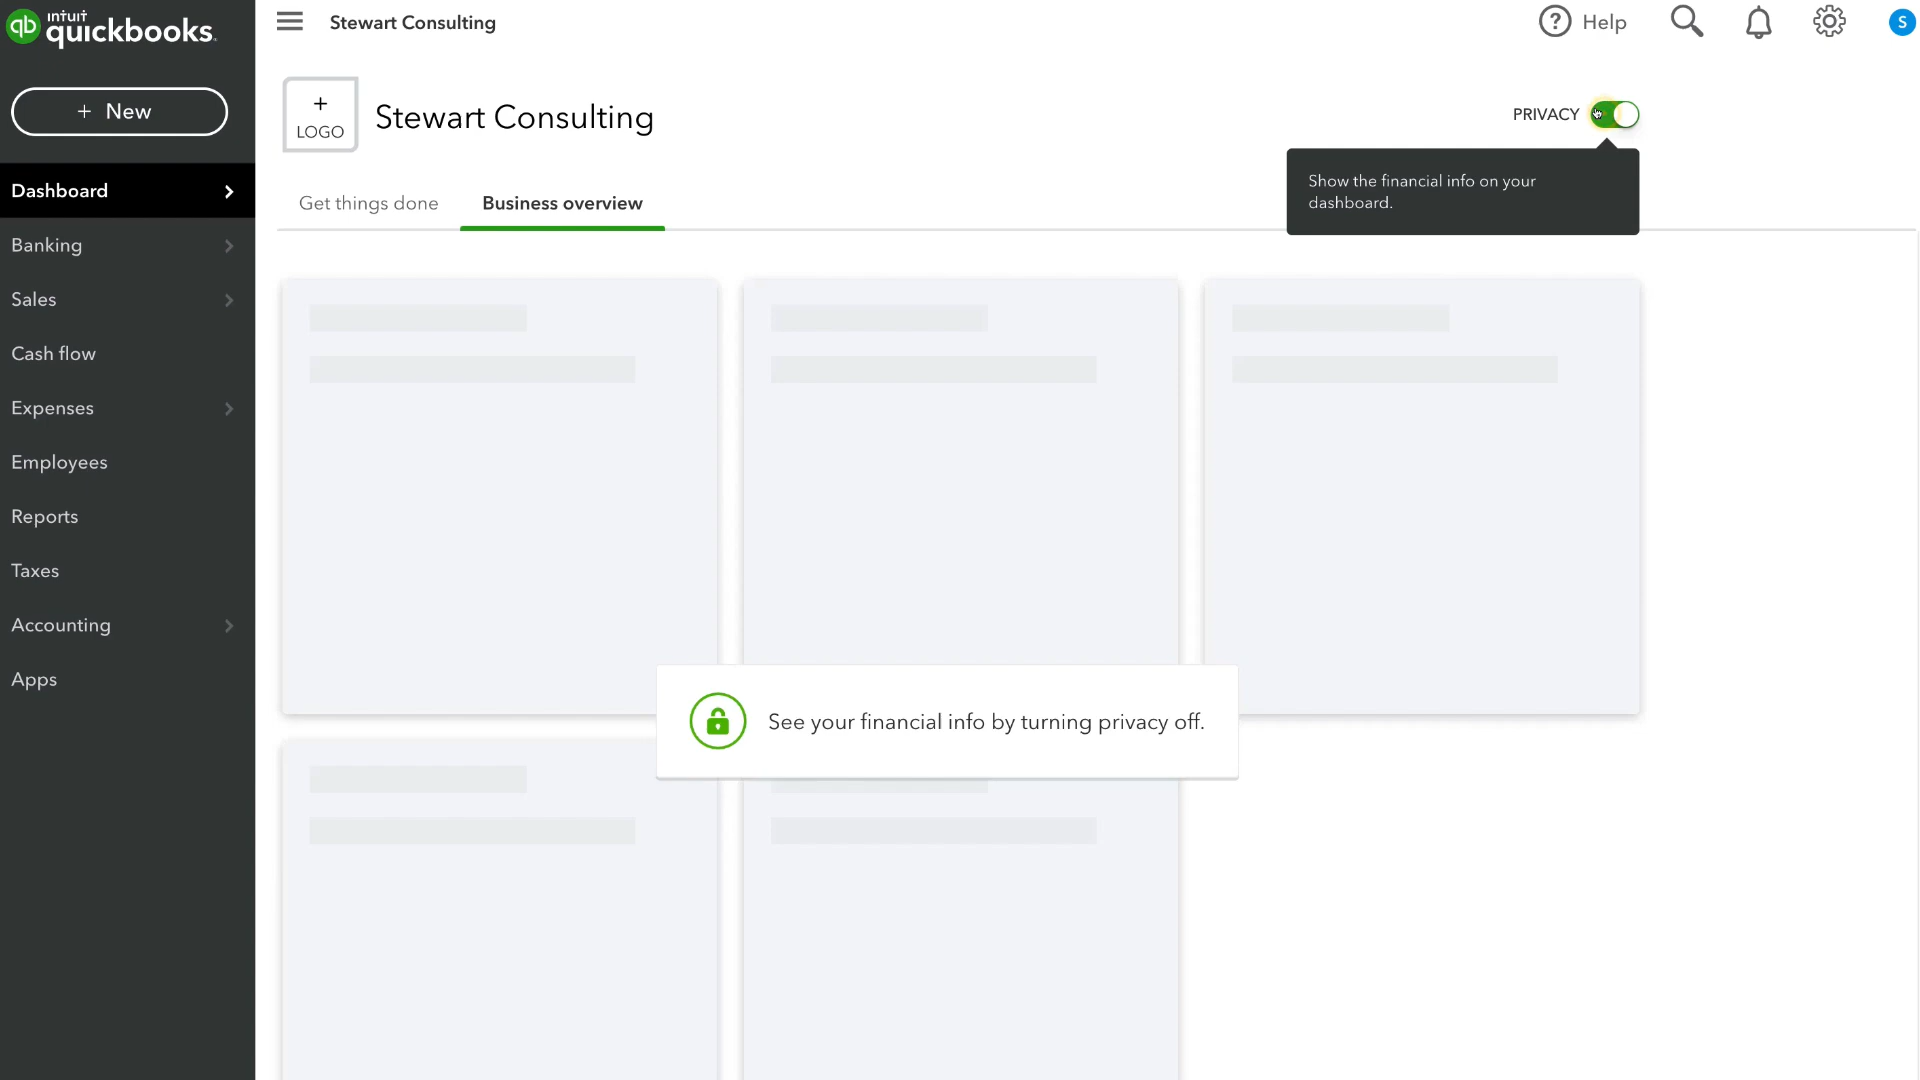 intuit
quickbooks.
Stewart Consulting
Help
S
+ New
+
LOGO
Stewart Consulting
PRIVACY
Show the financial info on your
dashboard.
Get things done
Business overview
Dashboard
Banking
Sales
Cash flow
Expenses
Employees
Reports
Taxes
Accounting
Apps
See your financial info by turning privacy off.